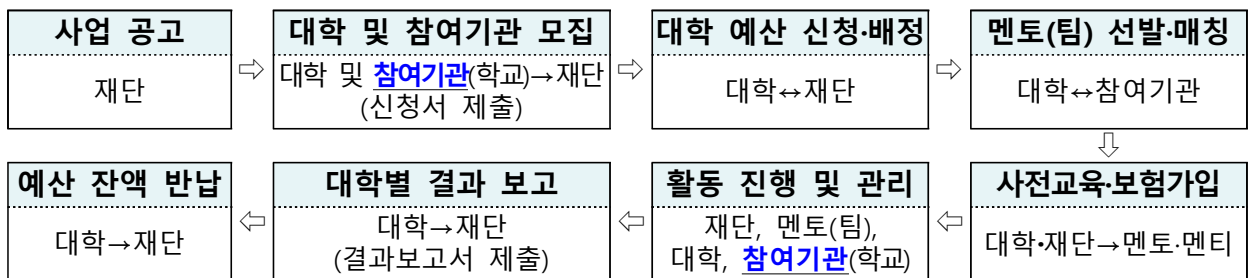 사업 공고
재단
⇨
대학 및 참여기관 모집
대학 및 참여기관(학교)→재단
(신청서 제출)
⇨
대학 예산 신청·배정
대학↔재단
⇨
멘토(팀) 선발·매칭
대학↔참여기관
⇩
사전교육·보험가입
대학·재단→멘토·멘티
⇦
활동 진행 및 관리
재단, 멘토(팀),
대학, 참여기관(학교)
⇦
대학별 결과 보고
대학→재단
(결과보고서 제출)
⇦
예산 잔액 반납
대학→재단